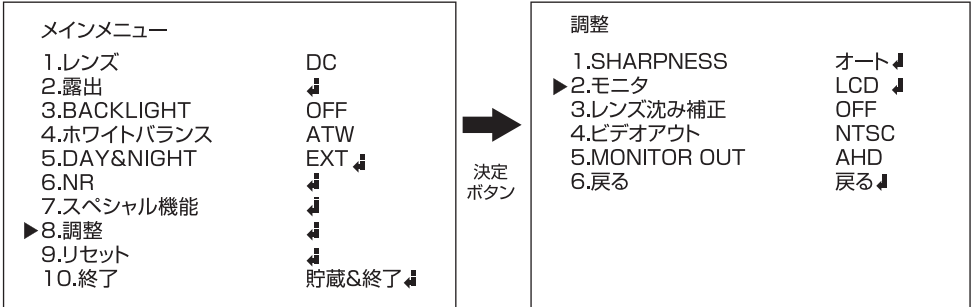 メインメニュー
1.レンズ DC
2.露出 ↲
3.BACKLIGHT OFF
4.ホワイトバランス ATW
5.DAY&NIGHT EXT ↲
6.NR ↲
7.スペシャル機能 ↲
▶8.調整 ↲
9.リセット ↲
10.終了 貯蔵&終了↲
決定
ボタン
調整
1.SHARPNESS オート↲
▶2.モニタ LCD ↲
3.レンズ沈み補正 OFF
4.ビデオアウト NTSC
5.MONITOR OUT AHD
6.戻る 戻る↲